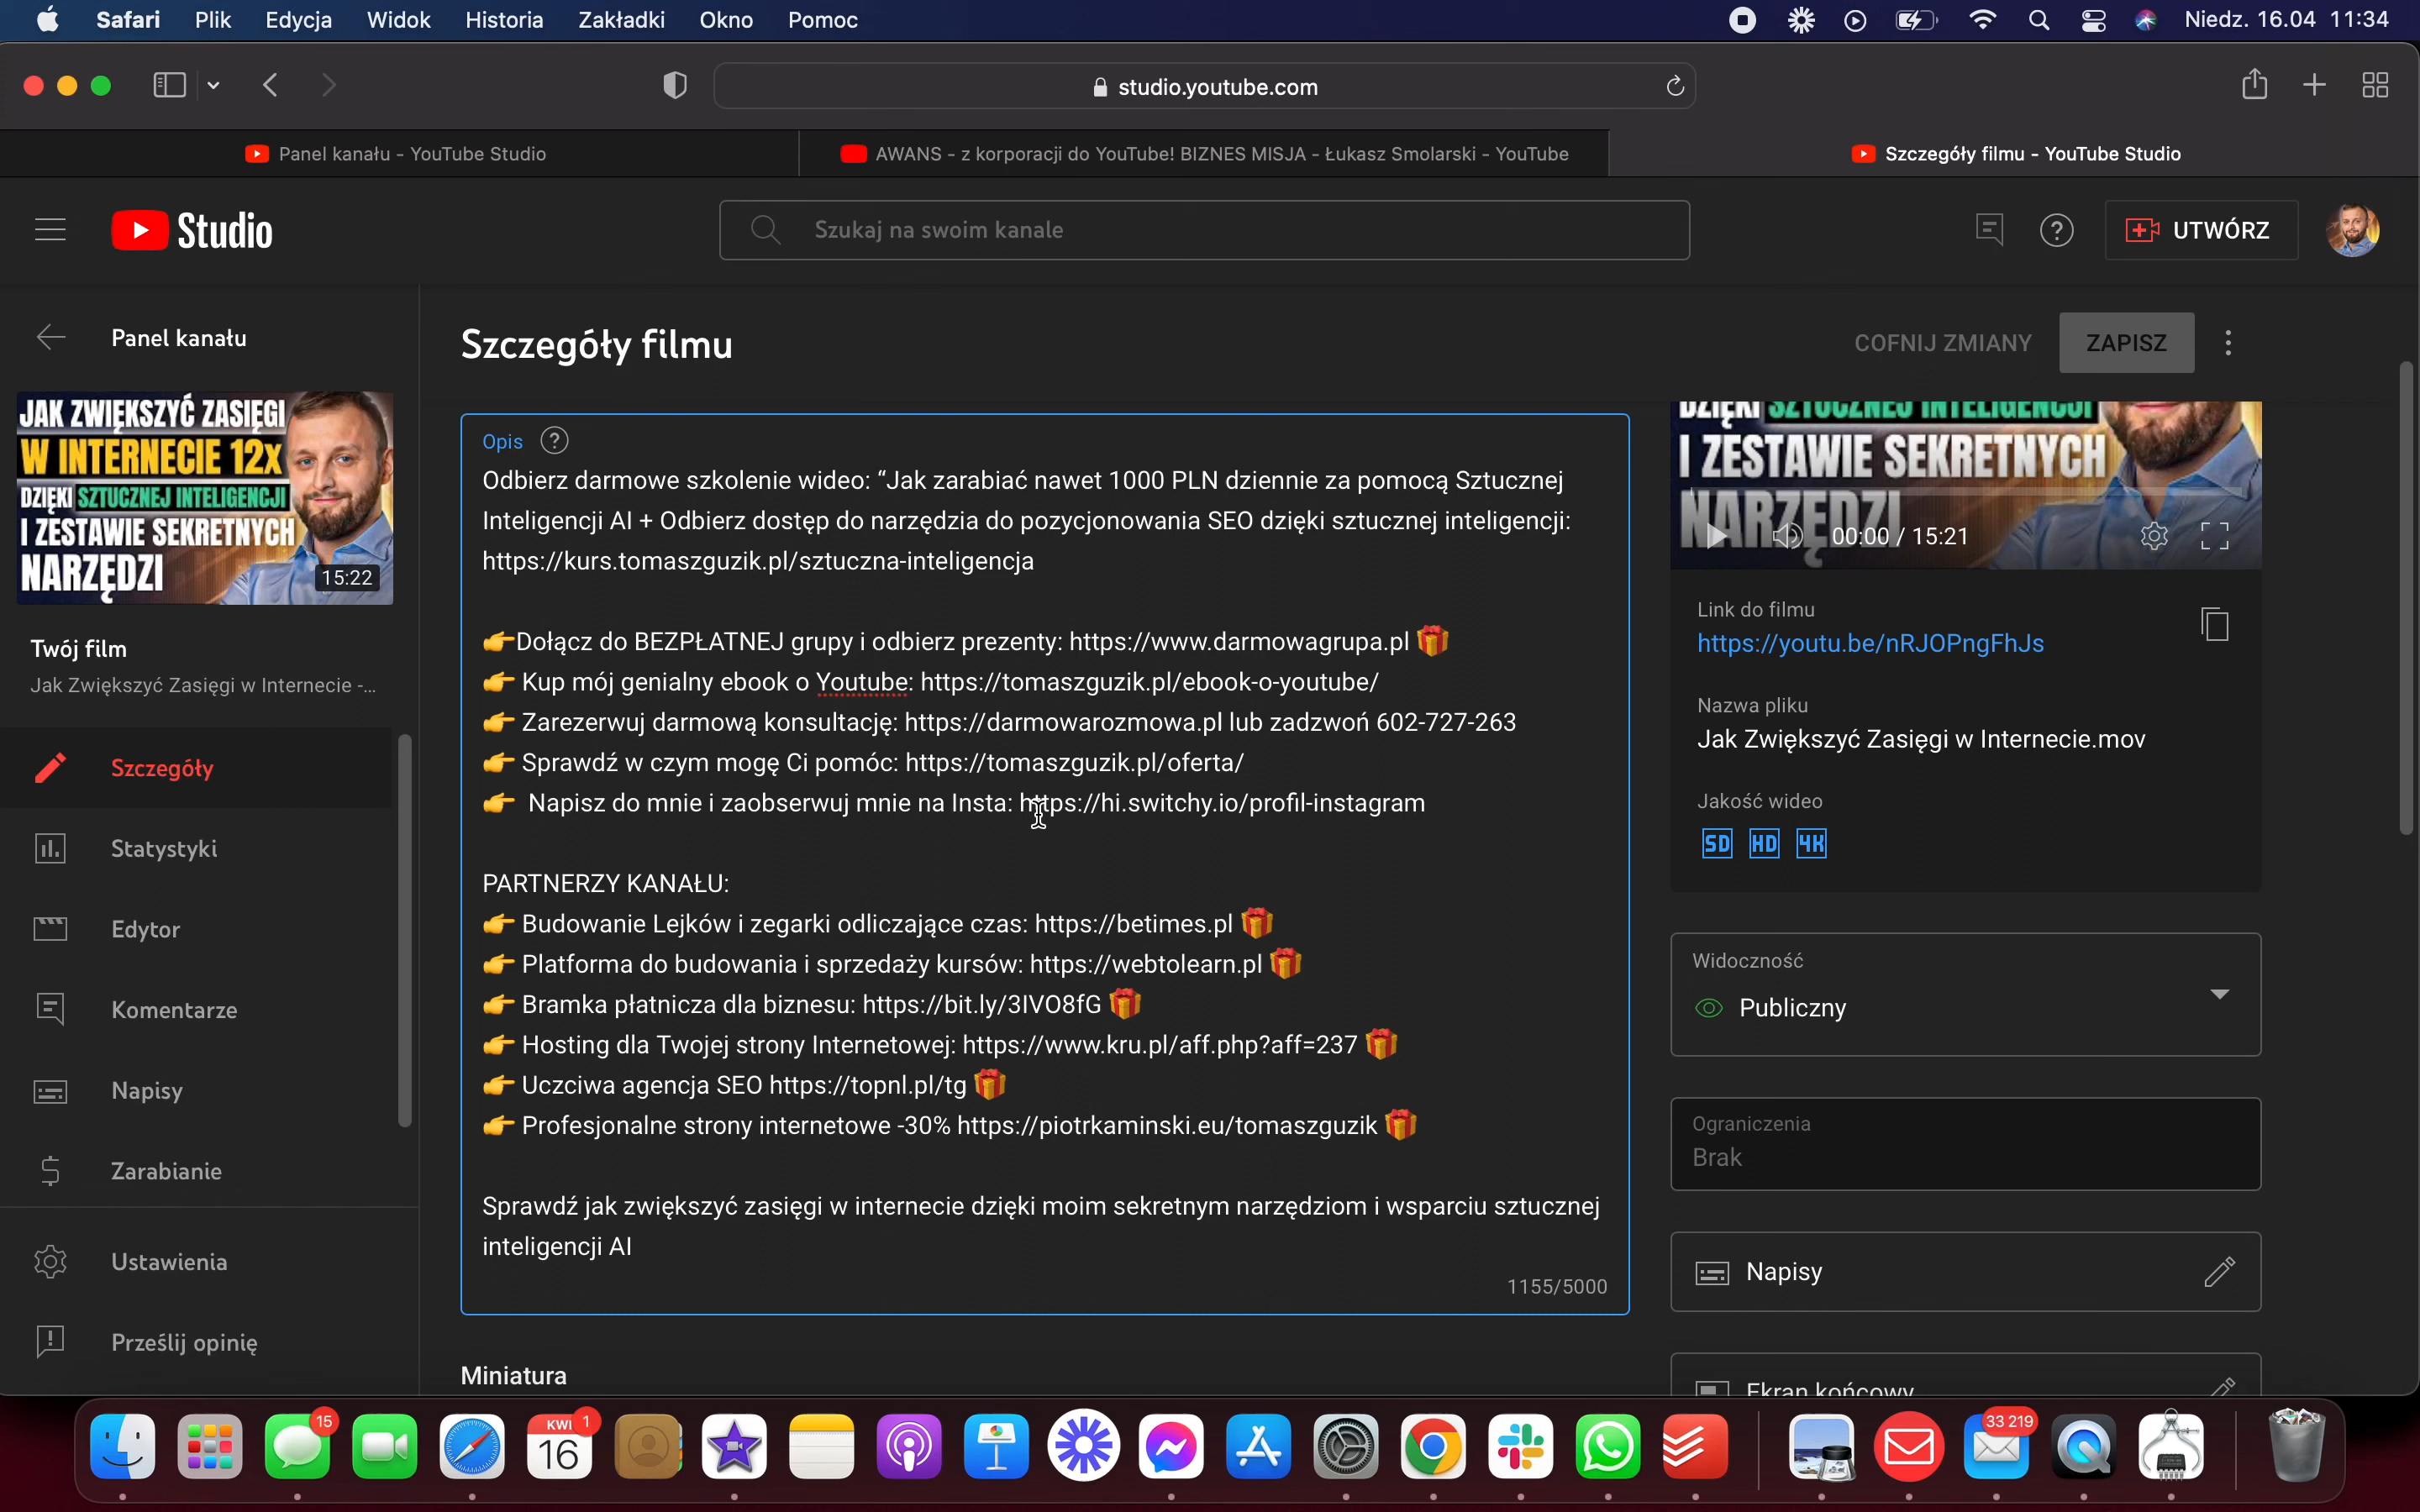 Safari Plik Edycja Widok Historia Zakładki Okno Pomoc
Niedz. 16.04 11:34
studio.youtube.com
Panel kanału - YouTube Studio
AWANS - z korporacji do YouTube! BIZNES MISJA - Łukasz Smolarski - YouTube
Szczegóły filmu - YouTube Studio
Studio
Szukaj na swoim kanale
UTWÓRZ
Panel kanału
JAK ZWIĘKSZYĆ ZASIĘGI
W INTERNECIE 12x
DZIĘKI SZTUCZNEJ INTELIGENCJI
I ZESTAWIE SEKRETNYCH
NARZĘDZI
15:22
Twój film
Jak Zwiększyć Zasięgi w Internecie -...
Szczegóły
Statystyki
Edytor
Komentarze
Napisy
Zarabianie
Ustawienia
Prześlij opinię
Szczegóły filmu
COFNIJ ZMIANY
ZAPISZ
Opis ?
Odbierz darmowe szkolenie wideo: “Jak zarabiać nawet 1000 PLN dziennie za pomocą Sztucznej
Inteligencji AI + Odbierz dostęp do narzędzia do pozycjonowania SEO dzięki sztucznej inteligencji:
https://kurs.tomaszguzik.pl/sztuczna-inteligencja
👉Dołącz do BEZPŁATNEJ grupy i odbierz prezenty: https://www.darmowagrupa.pl 🎁
👉 Kup mój genialny ebook o Youtube: https://tomaszguzik.pl/ebook-o-youtube/
👉 Zarezerwuj darmową konsultację: https://darmowarozmowa.pl lub zadzwoń 602-727-263
👉 Sprawdź w czym mogę Ci pomóc: https://tomaszguzik.pl/oferta/
👉 Napisz do mnie i zaobserwuj mnie na Insta: https://hi.switchy.io/profil-instagram
PARTNERZY KANAŁU:
👉 Budowanie Lejków i zegarki odliczające czas: https://betimes.pl 🎁
👉 Platforma do budowania i sprzedaży kursów: https://webtolearn.pl 🎁
👉 Bramka płatnicza dla biznesu: https://bit.ly/3IVO8fG 🎁
👉 Hosting dla Twojej strony Internetowej: https://www.kru.pl/aff.php?aff=237 🎁
👉 Uczciwa agencja SEO https://topnl.pl/tg 🎁
👉 Profesjonalne strony internetowe -30% https://piotrkaminski.eu/tomaszguzik 🎁
Sprawdź jak zwiększyć zasięgi w internecie dzięki moim sekretnym narzędziom i wsparciu sztucznej
inteligencji AI
1155/5000
Miniatura
DZIĘKI SZTUCZNEJ INTELIGENCJI
I ZESTAWIE SEKRETNYCH
NARZĘDZI
00:00 / 15:21
Link do filmu
https://youtu.be/nRJOPngFhJs
Nazwa pliku
Jak Zwiększyć Zasięgi w Internecie.mov
Jakość wideo
SD HD 4K
Widoczność
Publiczny
Ograniczenia
Brak
Napisy
Ekran końcowy
15
KWI 1
16
33 219